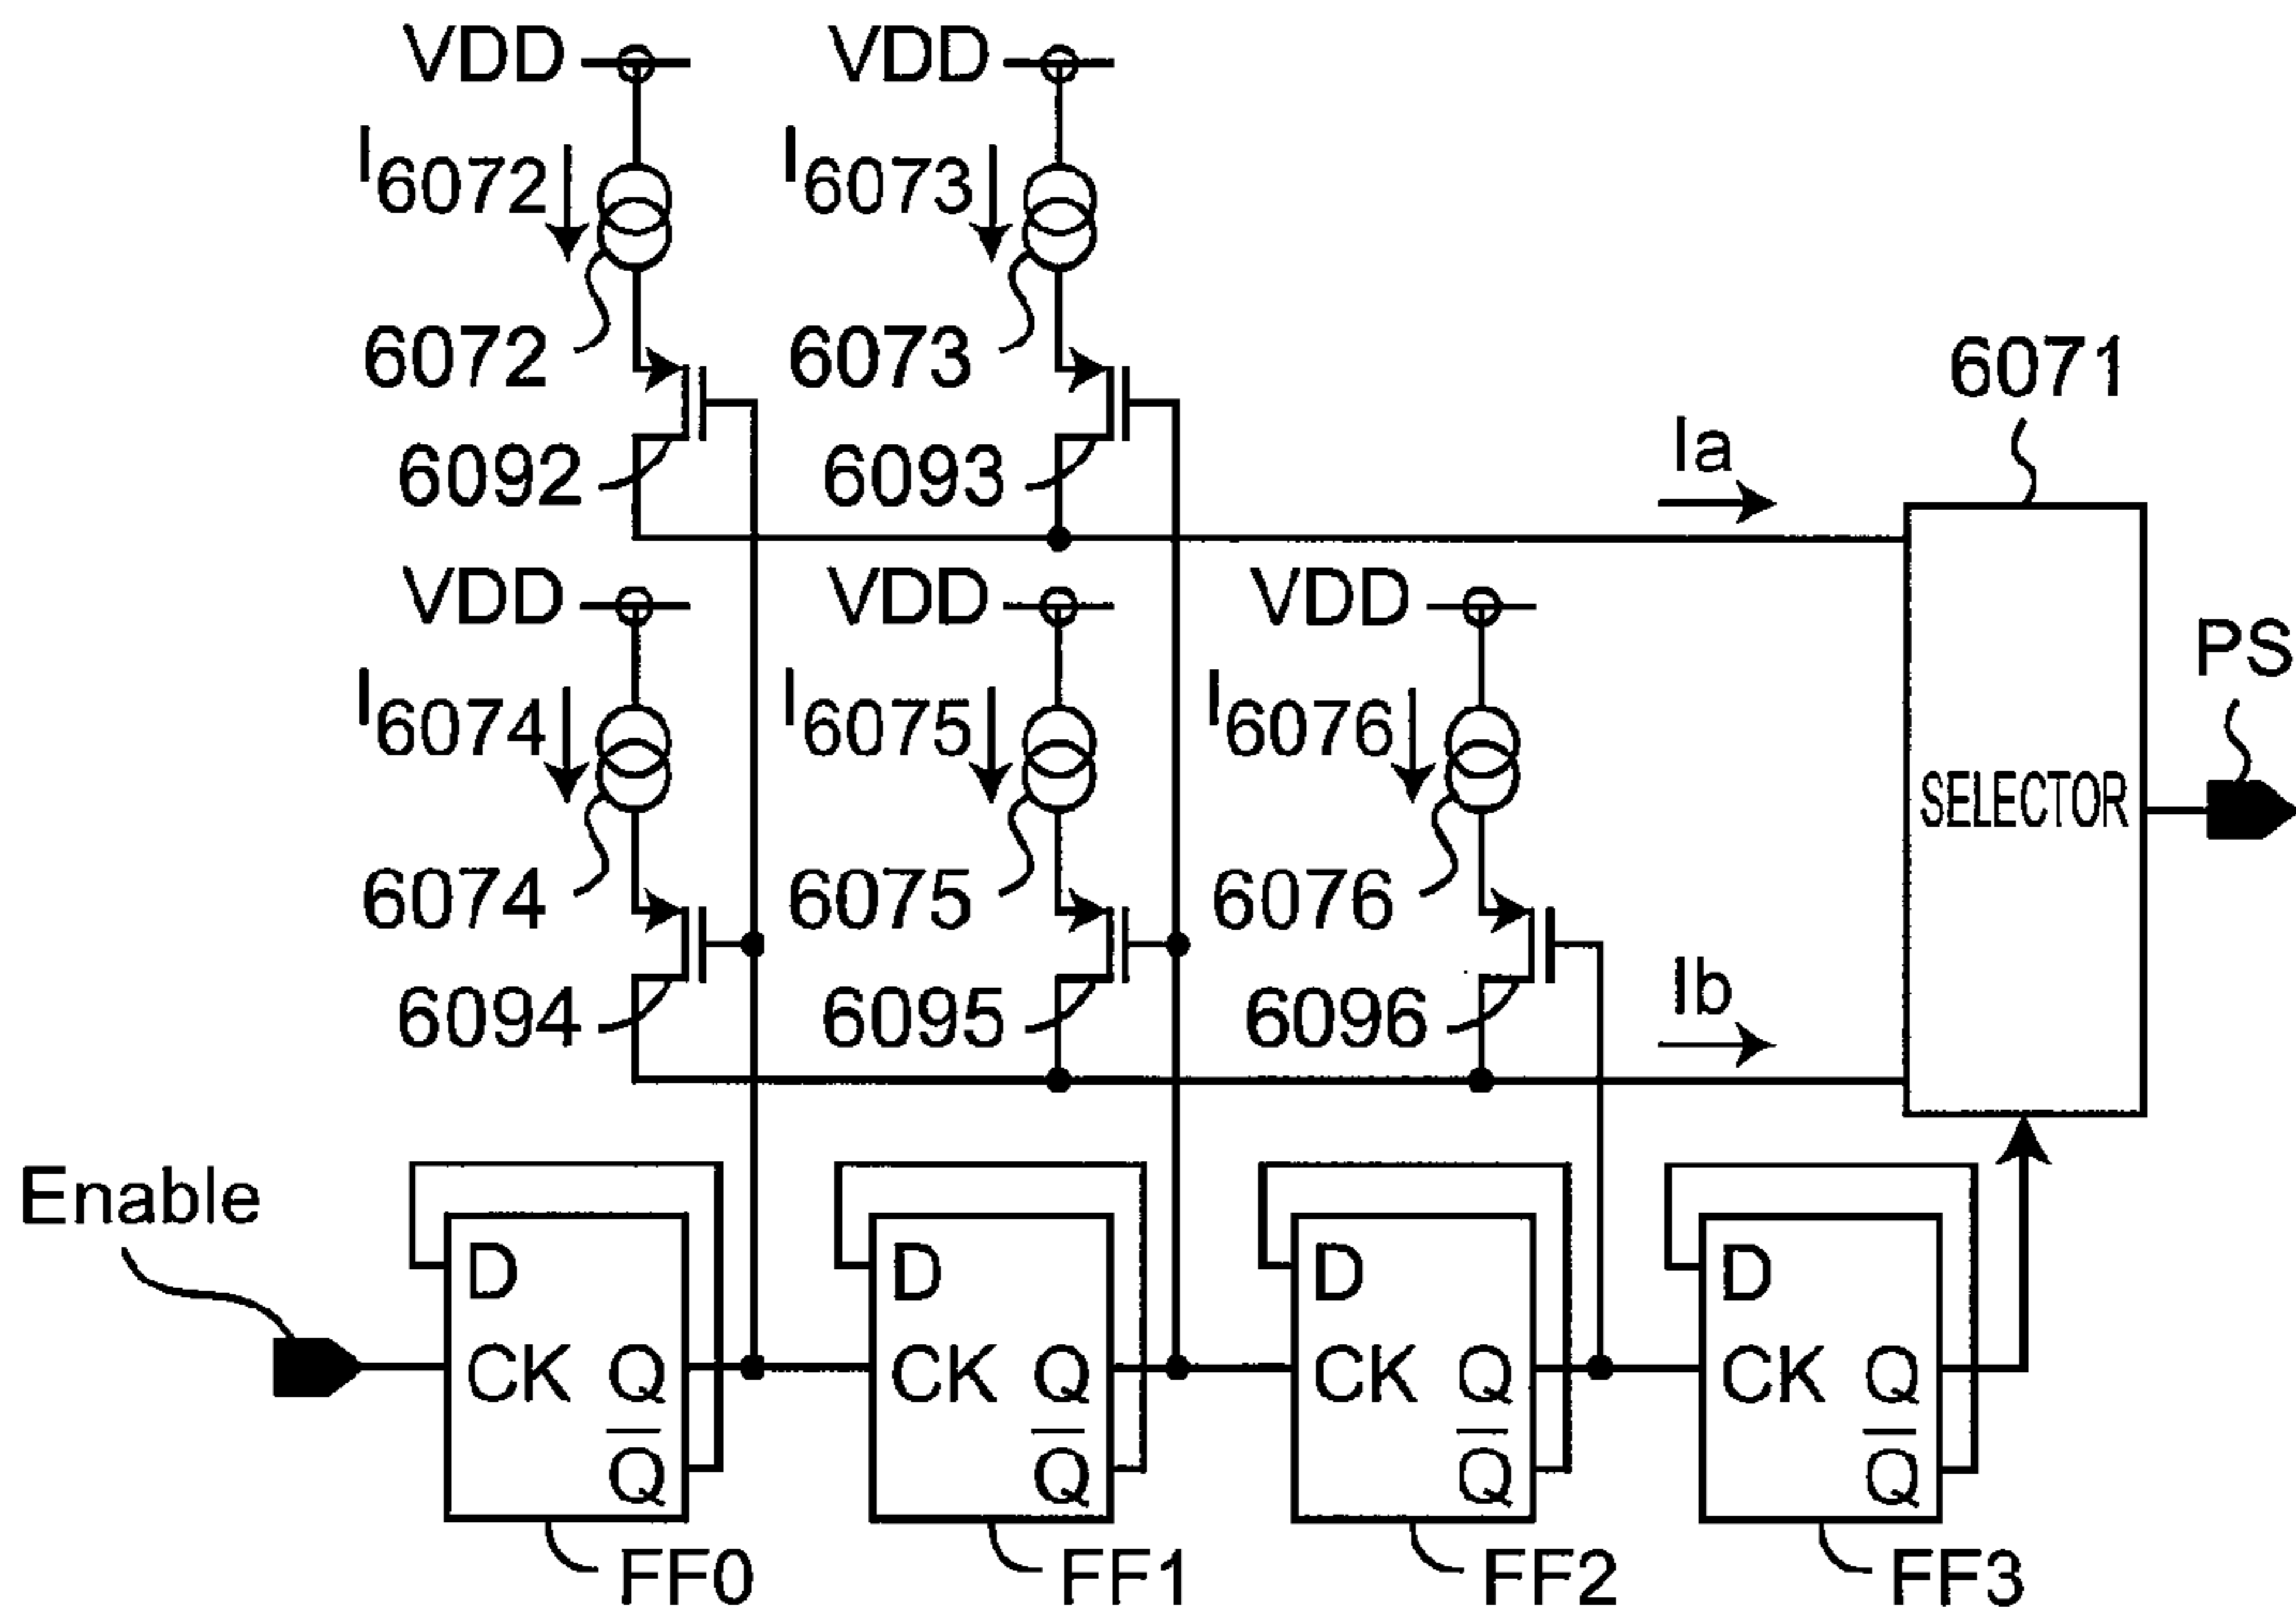 VDD VDD
I6072 I6073
6072 6073
6071
6092 6093
Ia
VDD VDD VDD
PS
I6074 I6075 I6076
SELECTOR
6074 6075 6076
6094 6095 6096
Ib
Enable
D D D D
CK Q CK Q CK Q CK Q
Q̅ Q̅ Q̅ Q̅
FF0 FF1 FF2 FF3